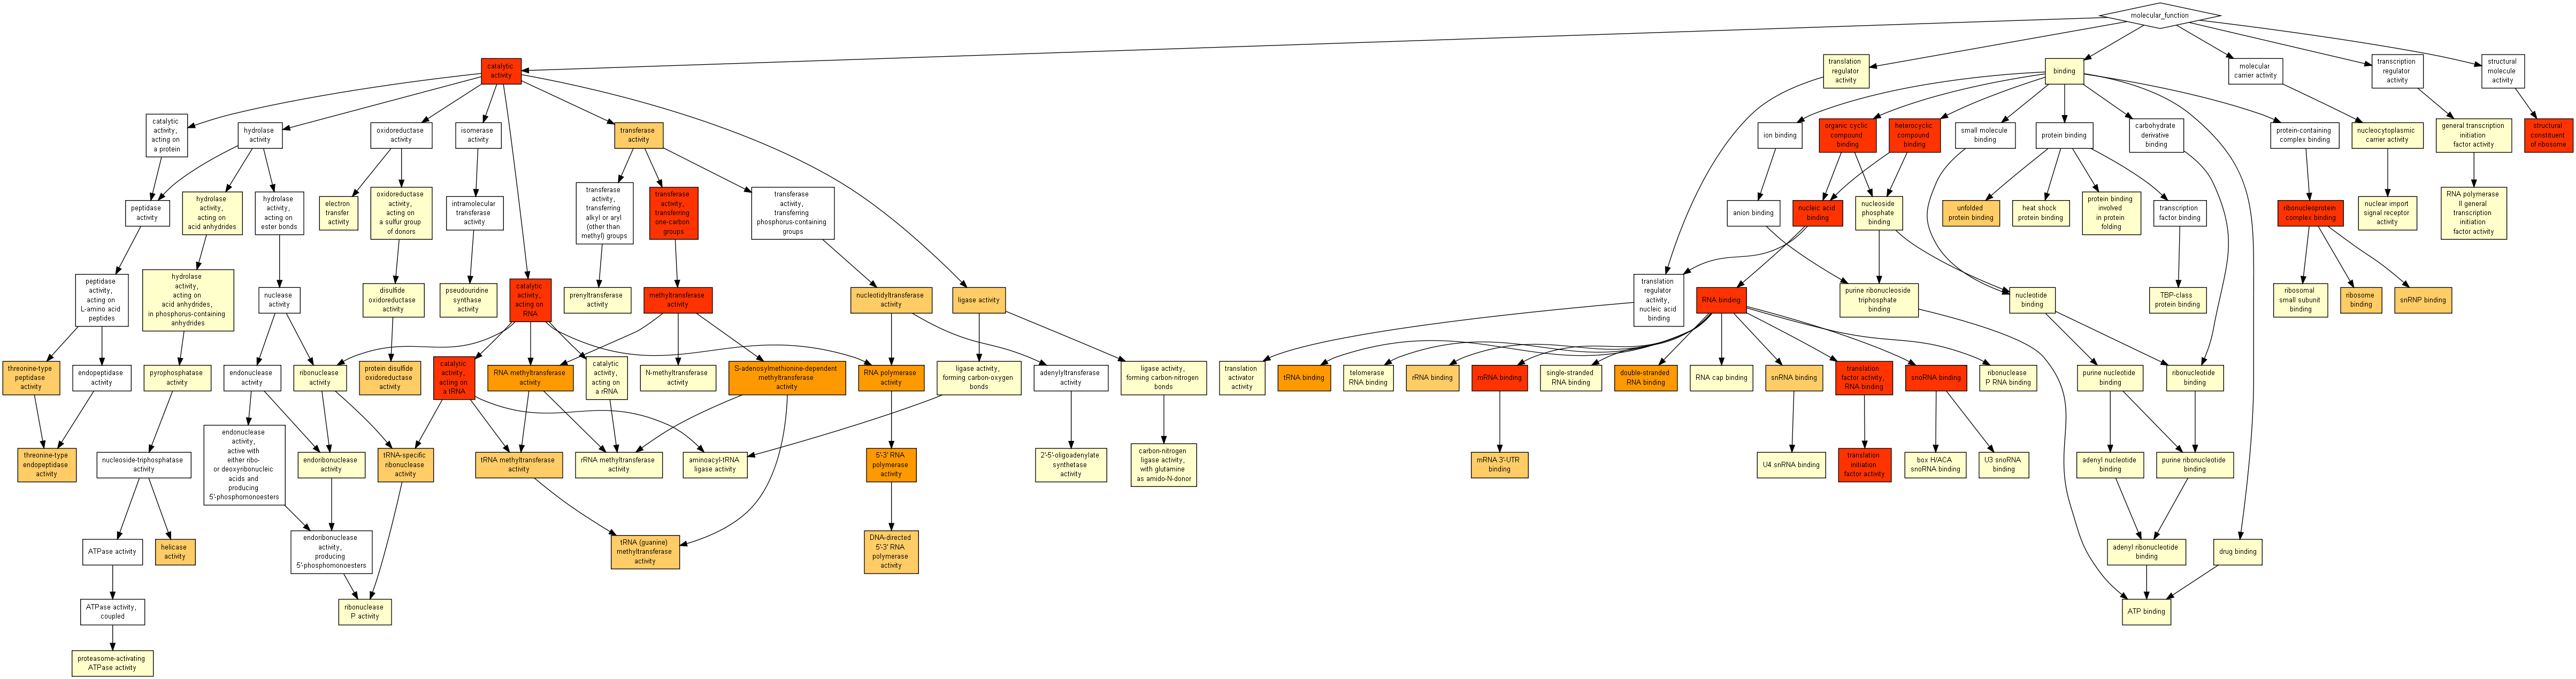 molecular_function
catalytic
activity
translation
regulator
activity
binding
molecular
carrier activity
transcription
regulator
activity
structural
molecule
activity
catalytic
activity,
acting on
a protein
hydrolase
activity
oxidoreductase
activity
isomerase
activity
transferase
activity
ion binding
organic cyclic
compound
binding
heterocyclic
compound
binding
small molecule
binding
protein binding
carbohydrate
derivative
binding
protein-containing
complex binding
nucleocytoplasmic
carrier activity
general transcription
initiation
factor activity
structural
constituent
of ribosome
peptidase
activity
hydrolase
activity,
acting on
acid anhydrides
hydrolase
activity,
acting on
ester bonds
electron
transfer
activity
oxidoreductase
activity,
acting on
a sulfur group
of donors
intramolecular
transferase
activity
transferase
activity,
transferring
alkyl or aryl
(other than
methyl) groups
transferase
activity,
transferring
one-carbon
groups
transferase
activity,
transferring
phosphorus-containing
groups
anion binding
nucleic acid
binding
nucleoside
phosphate
binding
unfolded
protein binding
heat shock
protein binding
protein binding
involved
in protein
folding
transcription
factor binding
ribonucleoprotein
complex binding
nuclear import
signal receptor
activity
RNA polymerase
II general
transcription
initiation
factor activity
peptidase
activity,
acting on
L-amino acid
peptides
hydrolase
activity,
acting on
acid anhydrides,
in phosphorus-containing
anhydrides
nuclease
activity
disulfide
oxidoreductase
activity
pseudouridine
synthase
activity
catalytic
activity,
acting on
RNA
prenyltransferase
activity
methyltransferase
activity
nucleotidyltransferase
activity
ligase activity
translation
regulator
activity,
nucleic acid
binding
RNA binding
purine ribonucleoside
triphosphate
binding
nucleotide
binding
TBP-class
protein binding
ribosomal
small subunit
binding
ribosome
binding
snRNP binding
threonine-type
peptidase
activity
endopeptidase
activity
pyrophosphatase
activity
endonuclease
activity
ribonuclease
activity
protein disulfide
oxidoreductase
activity
catalytic
activity,
acting on
a tRNA
RNA methyltransferase
activity
catalytic
activity,
acting on
a rRNA
N-methyltransferase
activity
S-adenosylmethionine-dependent
methyltransferase
activity
RNA polymerase
activity
ligase activity,
forming carbon-oxygen
bonds
adenylyltransferase
activity
ligase activity,
forming carbon-nitrogen
bonds
translation
activator
activity
tRNA binding
telomerase
RNA binding
rRNA binding
mRNA binding
single-stranded
RNA binding
double-stranded
RNA binding
RNA cap binding
snRNA binding
translation
factor activity,
RNA binding
snoRNA binding
ribonuclease
P RNA binding
purine nucleotide
binding
ribonucleotide
binding
threonine-type
endopeptidase
activity
nucleoside-triphosphatase
activity
endonuclease
activity,
active with
either ribo-
or deoxyribonucleic
acids and
producing
5'-phosphomonoesters
endoribonuclease
activity
tRNA-specific
ribonuclease
activity
tRNA methyltransferase
activity
rRNA methyltransferase
activity
aminoacyl-tRNA
ligase activity
5'-3' RNA
polymerase
activity
2'-5'-oligoadenylate
synthetase
activity
carbon-nitrogen
ligase activity,
with glutamine
as amido-N-donor
mRNA 3'-UTR
binding
U4 snRNA binding
translation
initiation
factor activity
box H/ACA
snoRNA binding
U3 snoRNA
binding
adenyl nucleotide
binding
purine ribonucleotide
binding
ATPase activity
helicase
activity
endoribonuclease
activity,
producing
5'-phosphomonoesters
tRNA (guanine)
methyltransferase
activity
DNA-directed
5'-3' RNA
polymerase
activity
adenyl ribonucleotide
binding
drug binding
ATPase activity,
coupled
ribonuclease
P activity
ATP binding
proteasome-activating
ATPase activity